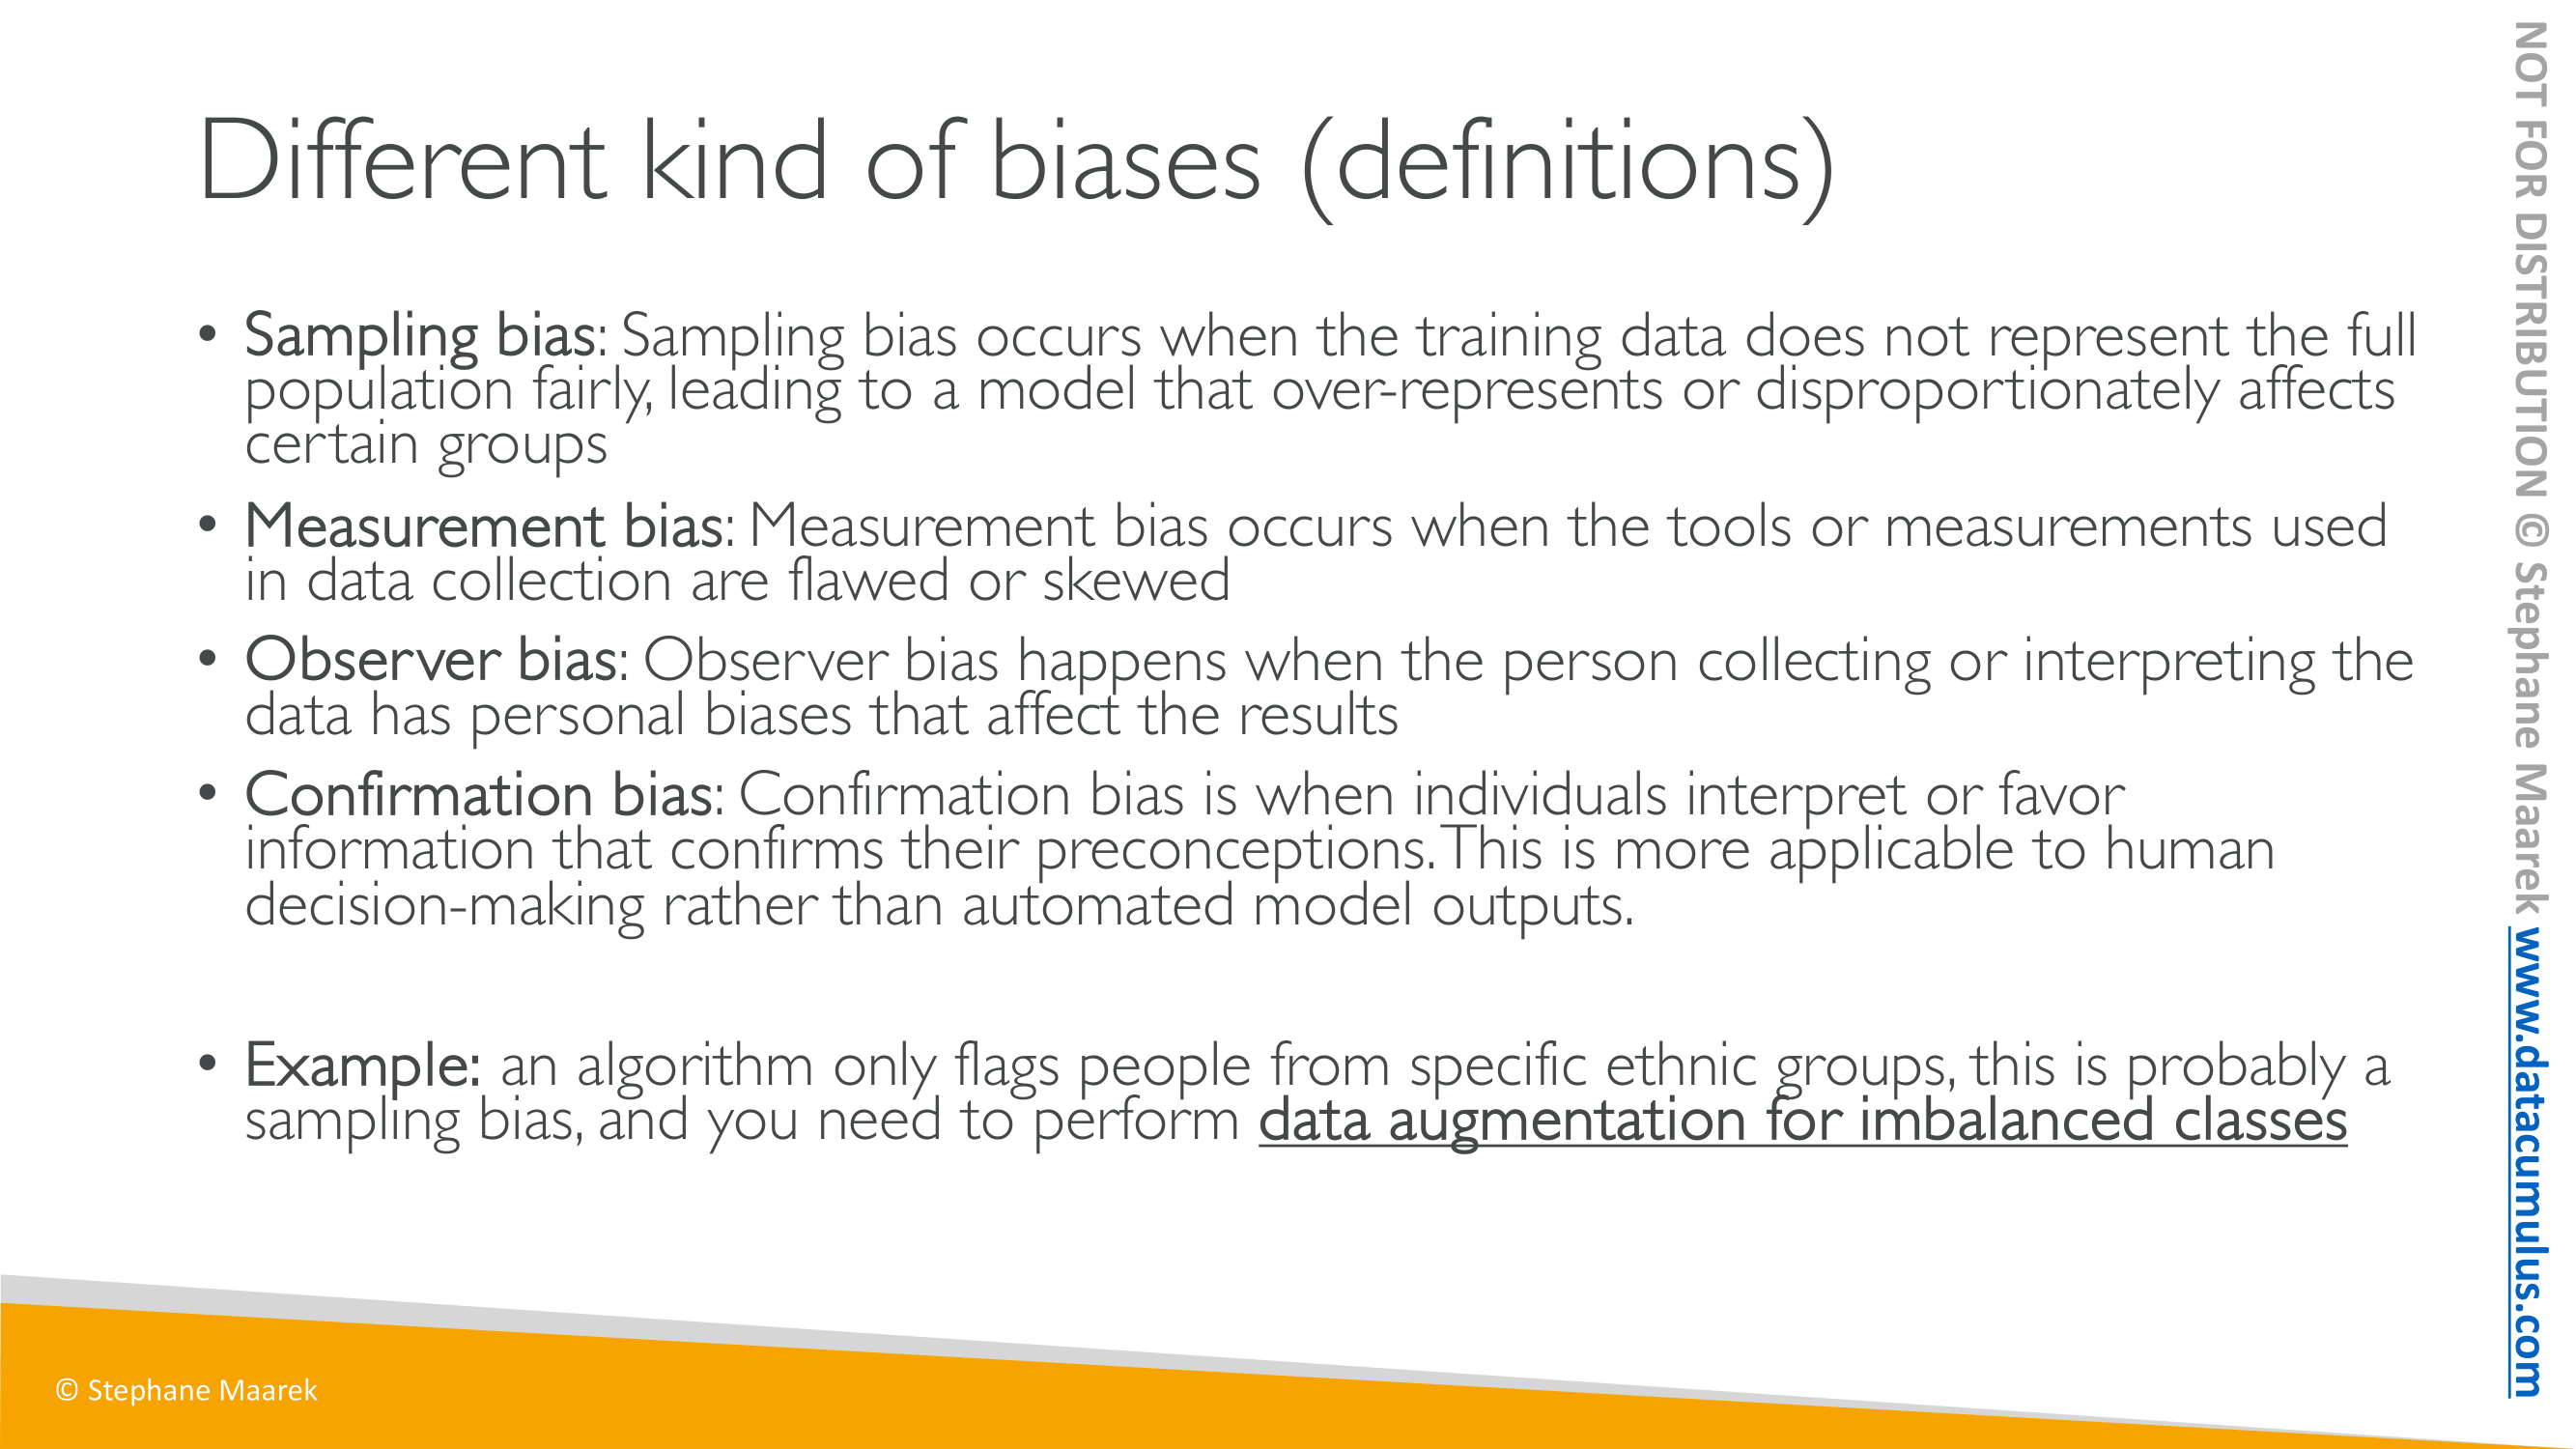 Different kind of biases (definitions)
• Sampling bias: Sampling bias occurs when the training data does not represent the full
population fairly, leading to a model that over-represents or disproportionately affects
certain groups
• Measurement bias: Measurement bias occurs when the tools or measurements used
in data collection are flawed or skewed
• Observer bias: Observer bias happens when the person collecting or interpreting the
data has personal biases that affect the results
• Confirmation bias: Confirmation bias is when individuals interpret or favor
information that confirms their preconceptions. This is more applicable to human
decision-making rather than automated model outputs.
• Example: an algorithm only flags people from specific ethnic groups, this is probably a
sampling bias, and you need to perform data augmentation for imbalanced classes
© Stephane Maarek
NOT FOR DISTRIBUTION © Stephane Maarek www.datacumulus.com